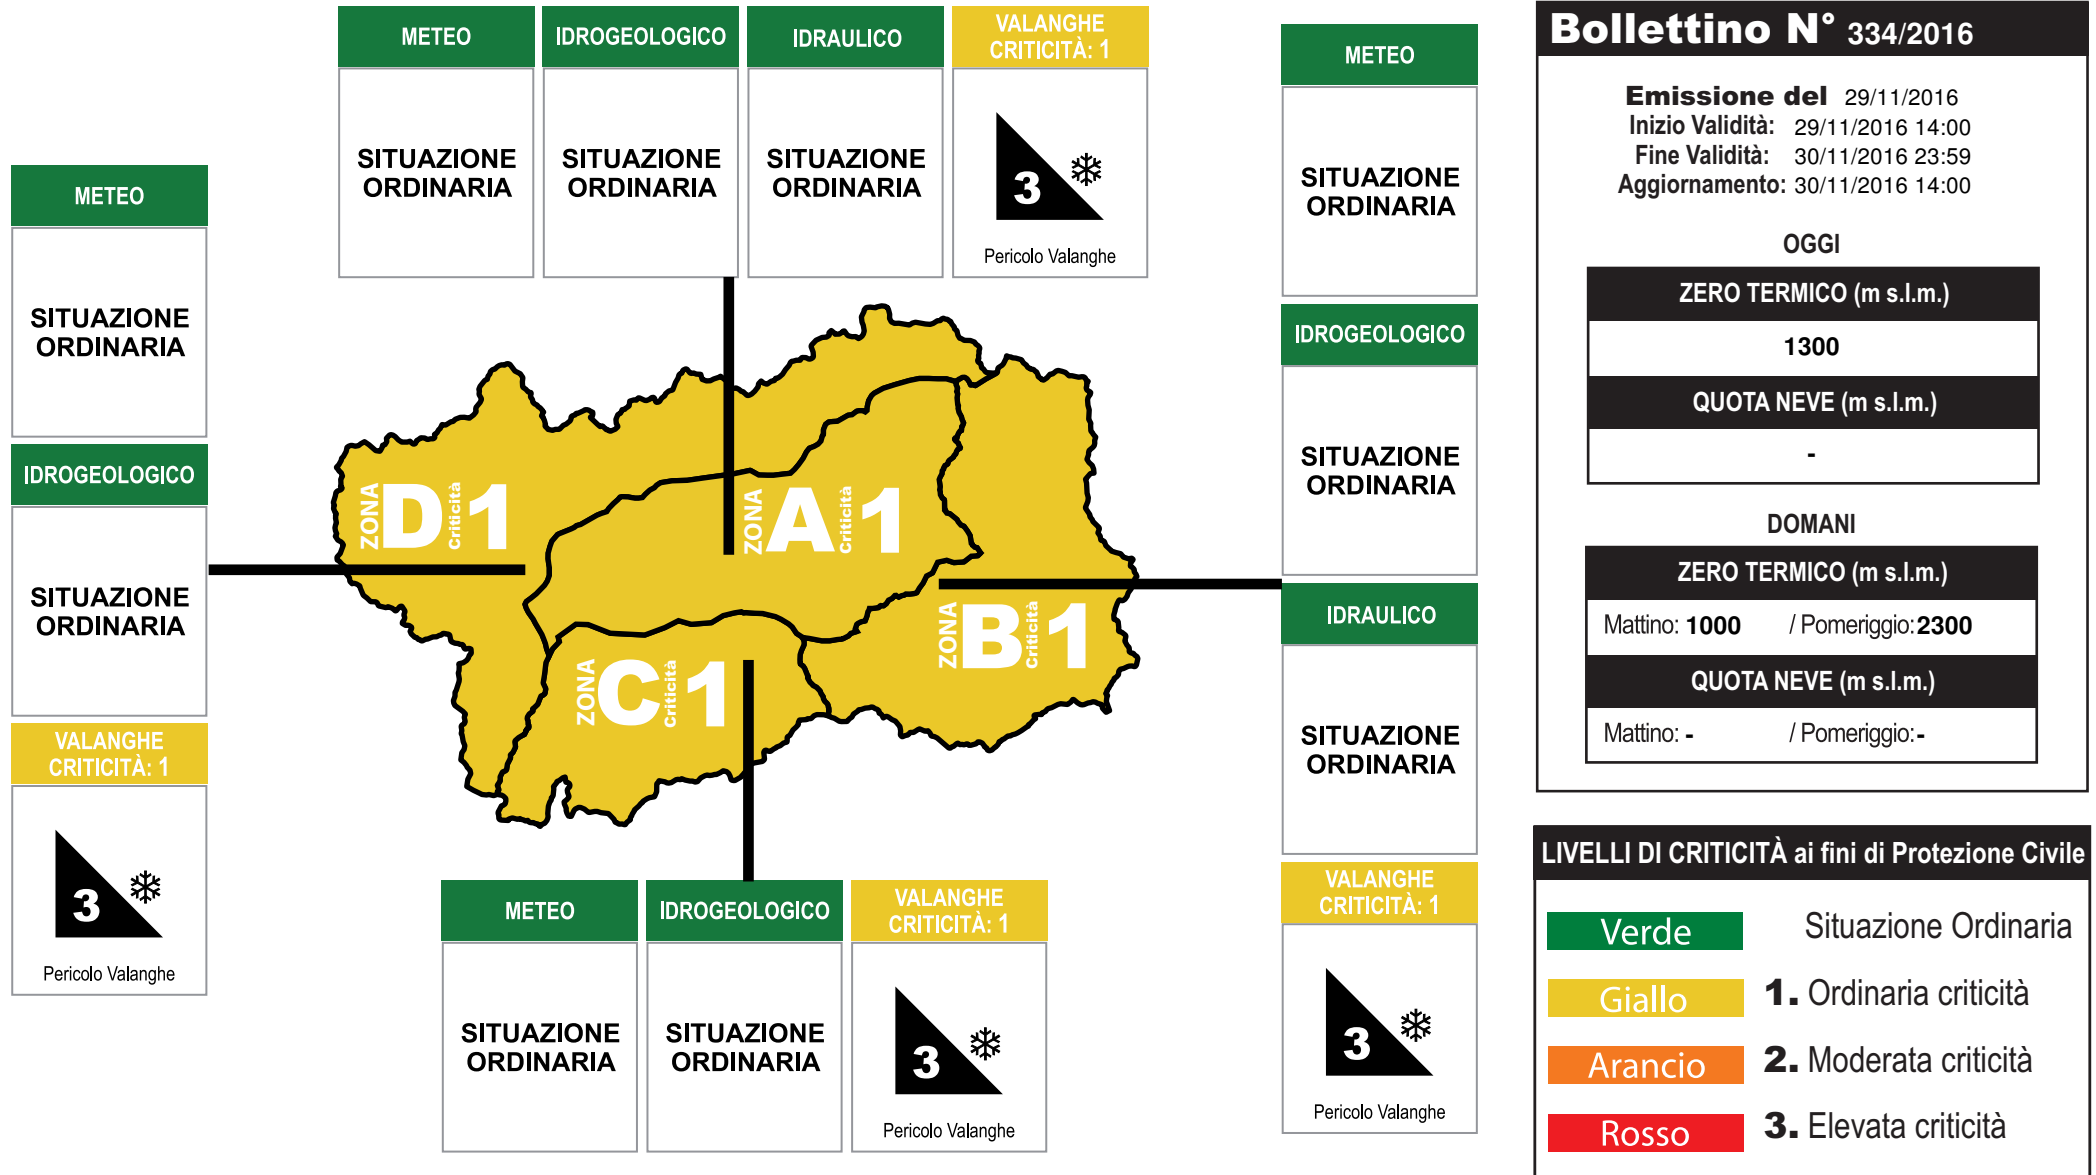 METEO
IDROGEOLOGICO
IDRAULICO
VALANGHE
CRITICITÀ: 1
SITUAZIONE
ORDINARIA
SITUAZIONE
ORDINARIA
SITUAZIONE
ORDINARIA
3
Pericolo Valanghe
METEO
SITUAZIONE
ORDINARIA
IDROGEOLOGICO
SITUAZIONE
ORDINARIA
VALANGHE
CRITICITÀ: 1
3
Pericolo Valanghe
ZONA D Criticità 1
ZONA A Criticità 1
ZONA B Criticità 1
ZONA C Criticità 1
METEO
IDROGEOLOGICO
VALANGHE
CRITICITÀ: 1
SITUAZIONE
ORDINARIA
SITUAZIONE
ORDINARIA
3
Pericolo Valanghe
METEO
SITUAZIONE
ORDINARIA
IDROGEOLOGICO
SITUAZIONE
ORDINARIA
IDRAULICO
SITUAZIONE
ORDINARIA
VALANGHE
CRITICITÀ: 1
3
Pericolo Valanghe
Bollettino N° 334/2016
Emissione del 29/11/2016
Inizio Validità: 29/11/2016 14:00
Fine Validità: 30/11/2016 23:59
Aggiornamento: 30/11/2016 14:00
OGGI
ZERO TERMICO (m s.l.m.)
1300
QUOTA NEVE (m s.l.m.)
-
DOMANI
ZERO TERMICO (m s.l.m.)
Mattino: 1000 / Pomeriggio: 2300
QUOTA NEVE (m s.l.m.)
Mattino: - / Pomeriggio: -
LIVELLI DI CRITICITÀ ai fini di Protezione Civile
Verde Situazione Ordinaria
Giallo 1. Ordinaria criticità
Arancio 2. Moderata criticità
Rosso 3. Elevata criticità